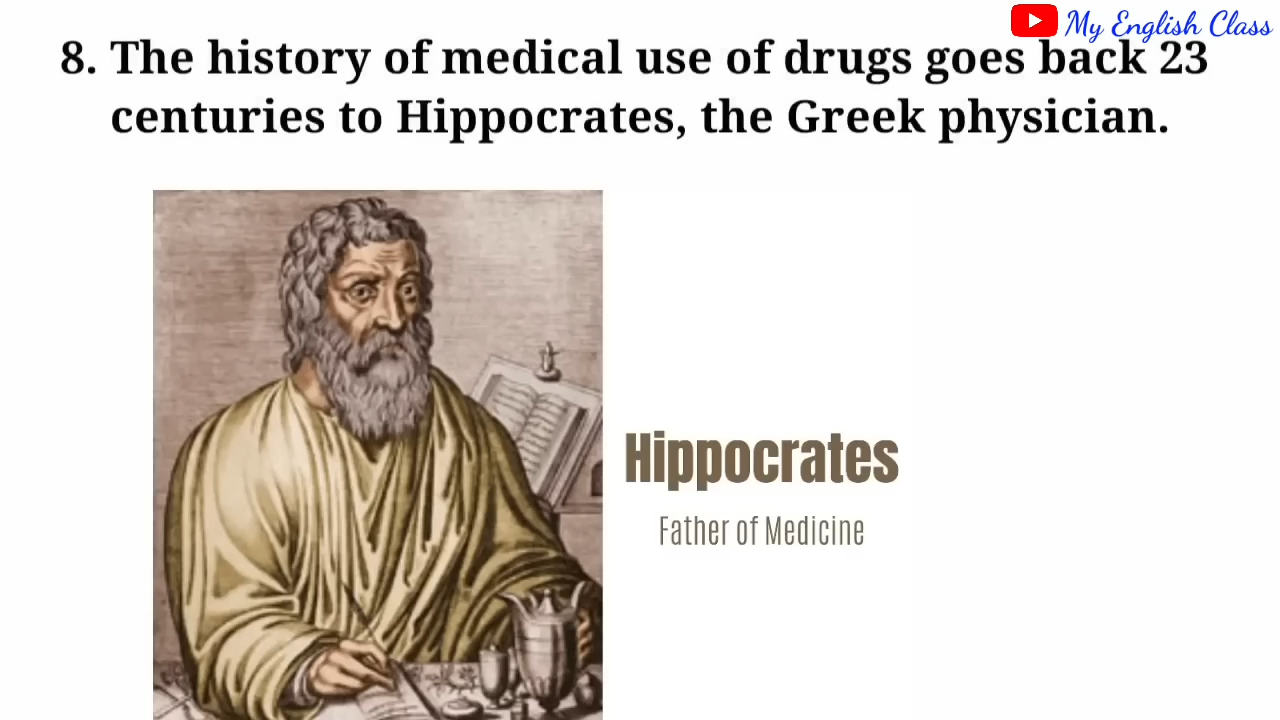 My English Class
8. The history of medical use of drugs goes back 23
centuries to Hippocrates, the Greek physician.
Hippocrates
Father of Medicine